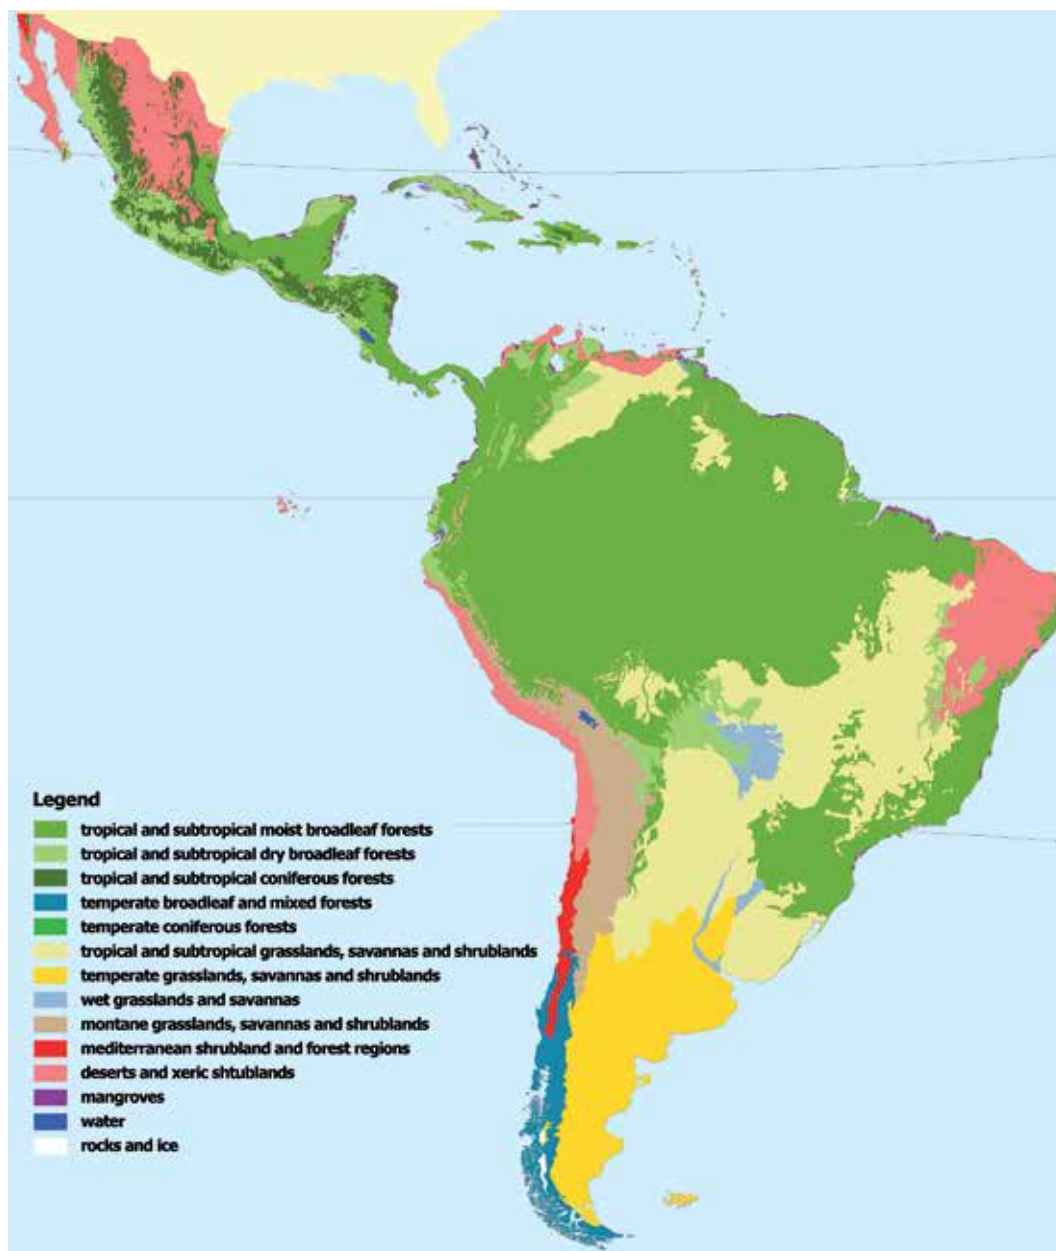 Legend
tropical and subtropical moist broadleaf forests
tropical and subtropical dry broadleaf forests
tropical and subtropical coniferous forests
temperate broadleaf and mixed forests
temperate coniferous forests
tropical and subtropical grasslands, savannas and shrublands
temperate grasslands, savannas and shrublands
wet grasslands and savannas
montane grasslands, savannas and shrublands
mediterranean shrubland and forest regions
deserts and xeric shtublands
mangroves
water
rocks and ice